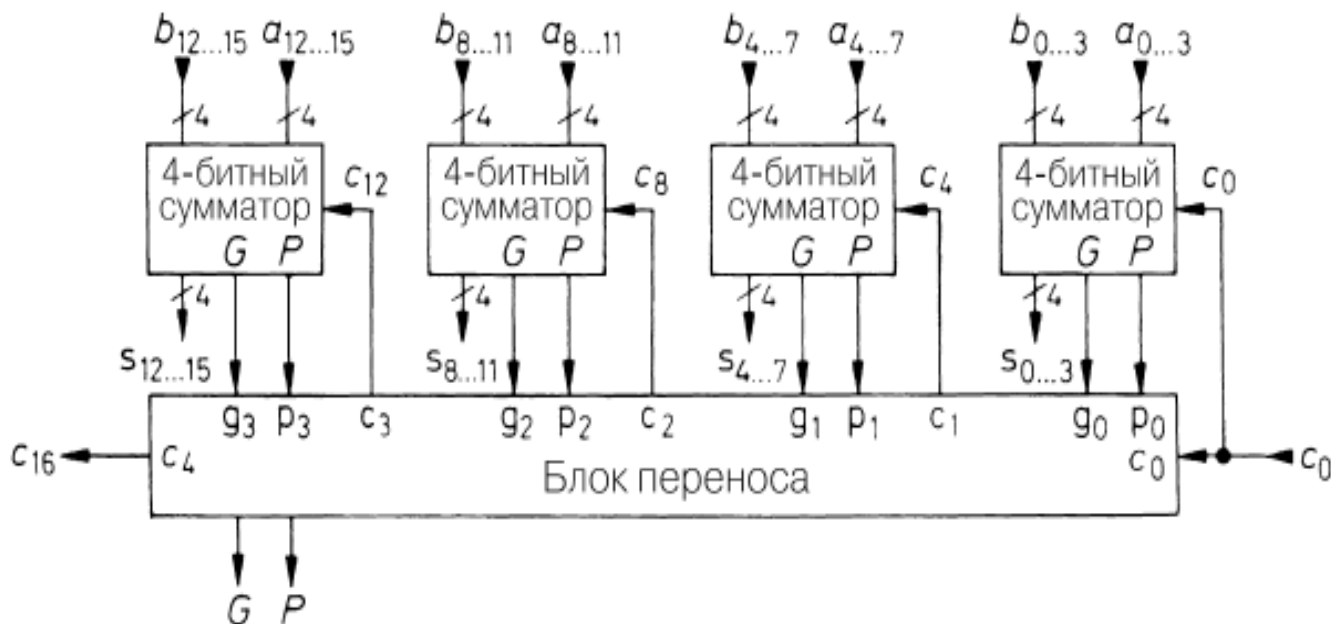 b12...15 a12...15 b8...11 a8...11 b4...7 a4...7 b0...3 a0...3
4 4 4 4 4 4 4 4
4-битный 4-битный 4-битный 4-битный
сумматор c12 сумматор c8 сумматор c4 сумматор c0
G P G P G P G P
4 4 4 4
s12...15 s8...11 s4...7 s0...3
g3 p3 c3 g2 p2 c2 g1 p1 c1 g0 p0
c16 c4 Блок переноса c0 c0
G P